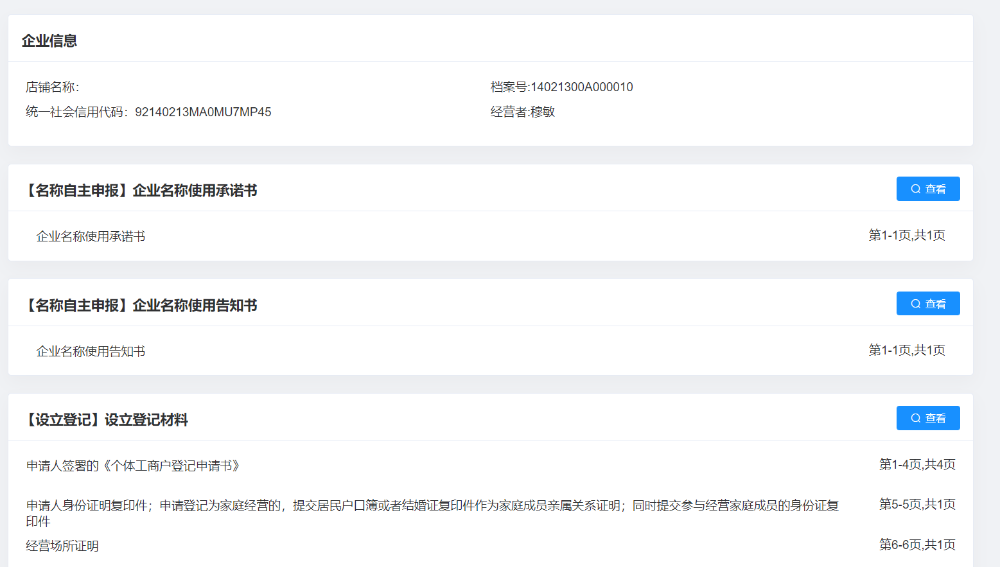 企业信息
店铺名称：
档案号:14021300A000010
统一社会信用代码：92140213MA0MU7MP45
经营者:穆敏
【名称自主申报】企业名称使用承诺书
查看
企业名称使用承诺书
第1-1页,共1页
【名称自主申报】企业名称使用告知书
查看
企业名称使用告知书
第1-1页,共1页
【设立登记】设立登记材料
查看
申请人签署的《个体工商户登记申请书》
第1-4页,共4页
申请人身份证明复印件；申请登记为家庭经营的，提交居民户口簿或者结婚证复印件作为家庭成员亲属关系证明；同时提交参与经营家庭成员的身份证复
印件
第5-5页,共1页
经营场所证明
第6-6页,共1页